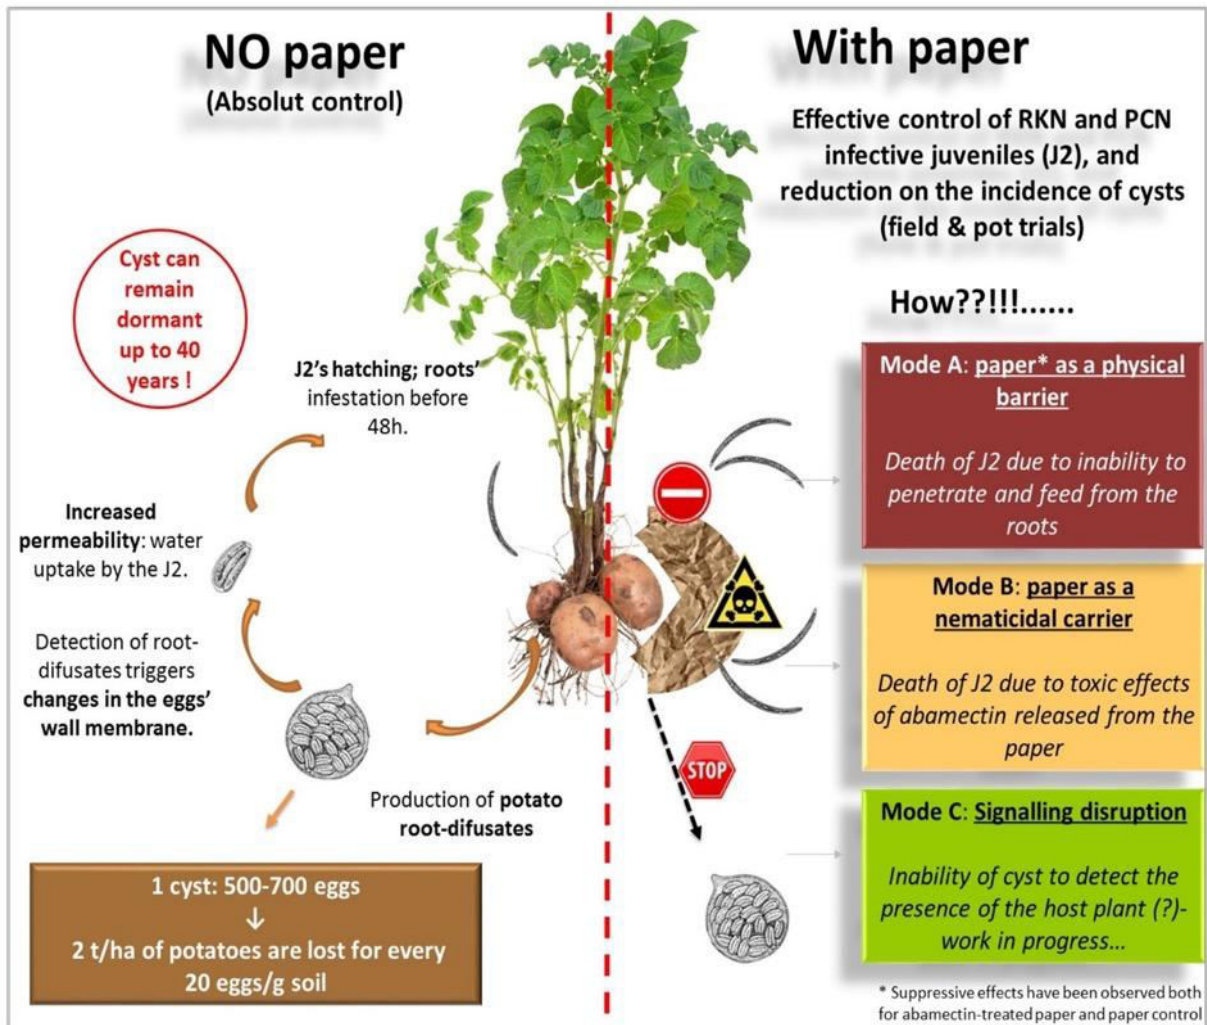 NO paper
(Absolut control)
Cyst can
remain
dormant
up to 40
years !
J2's hatching; roots'
infestation before
48h.
Increased
permeability: water
uptake by the J2.
Detection of root-
difusates triggers
changes in the eggs'
wall membrane.
Production of potato
root-difusates
1 cyst: 500-700 eggs
↓
2 t/ha of potatoes are lost for every
20 eggs/g soil
With paper
Effective control of RKN and PCN
infective juveniles (J2), and
reduction on the incidence of cysts
(field & pot trials)
How??!!!......
Mode A: paper* as a physical
barrier
Death of J2 due to inability to
penetrate and feed from the
roots
Mode B: paper as a
nematicidal carrier
Death of J2 due to toxic effects
of abamectin released from the
paper
STOP
Mode C: Signalling disruption
Inability of cyst to detect the
presence of the host plant (?)-
work in progress...
* Suppressive effects have been observed both
for abamectin-treated paper and paper control